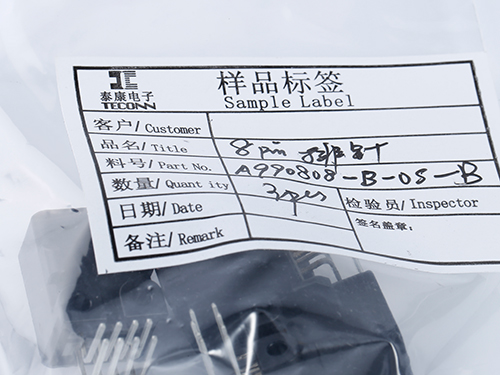 泰康电子
TECONN
样品标签
Sample Label
客户/ Customer
品名/ Title 8 pin 排针
料号/ Part No. A990808-B-05-B
数量/ Quantity 3pcs
日期/ Date 检验员/ Inspector
备注/ Remark 签名盖章: